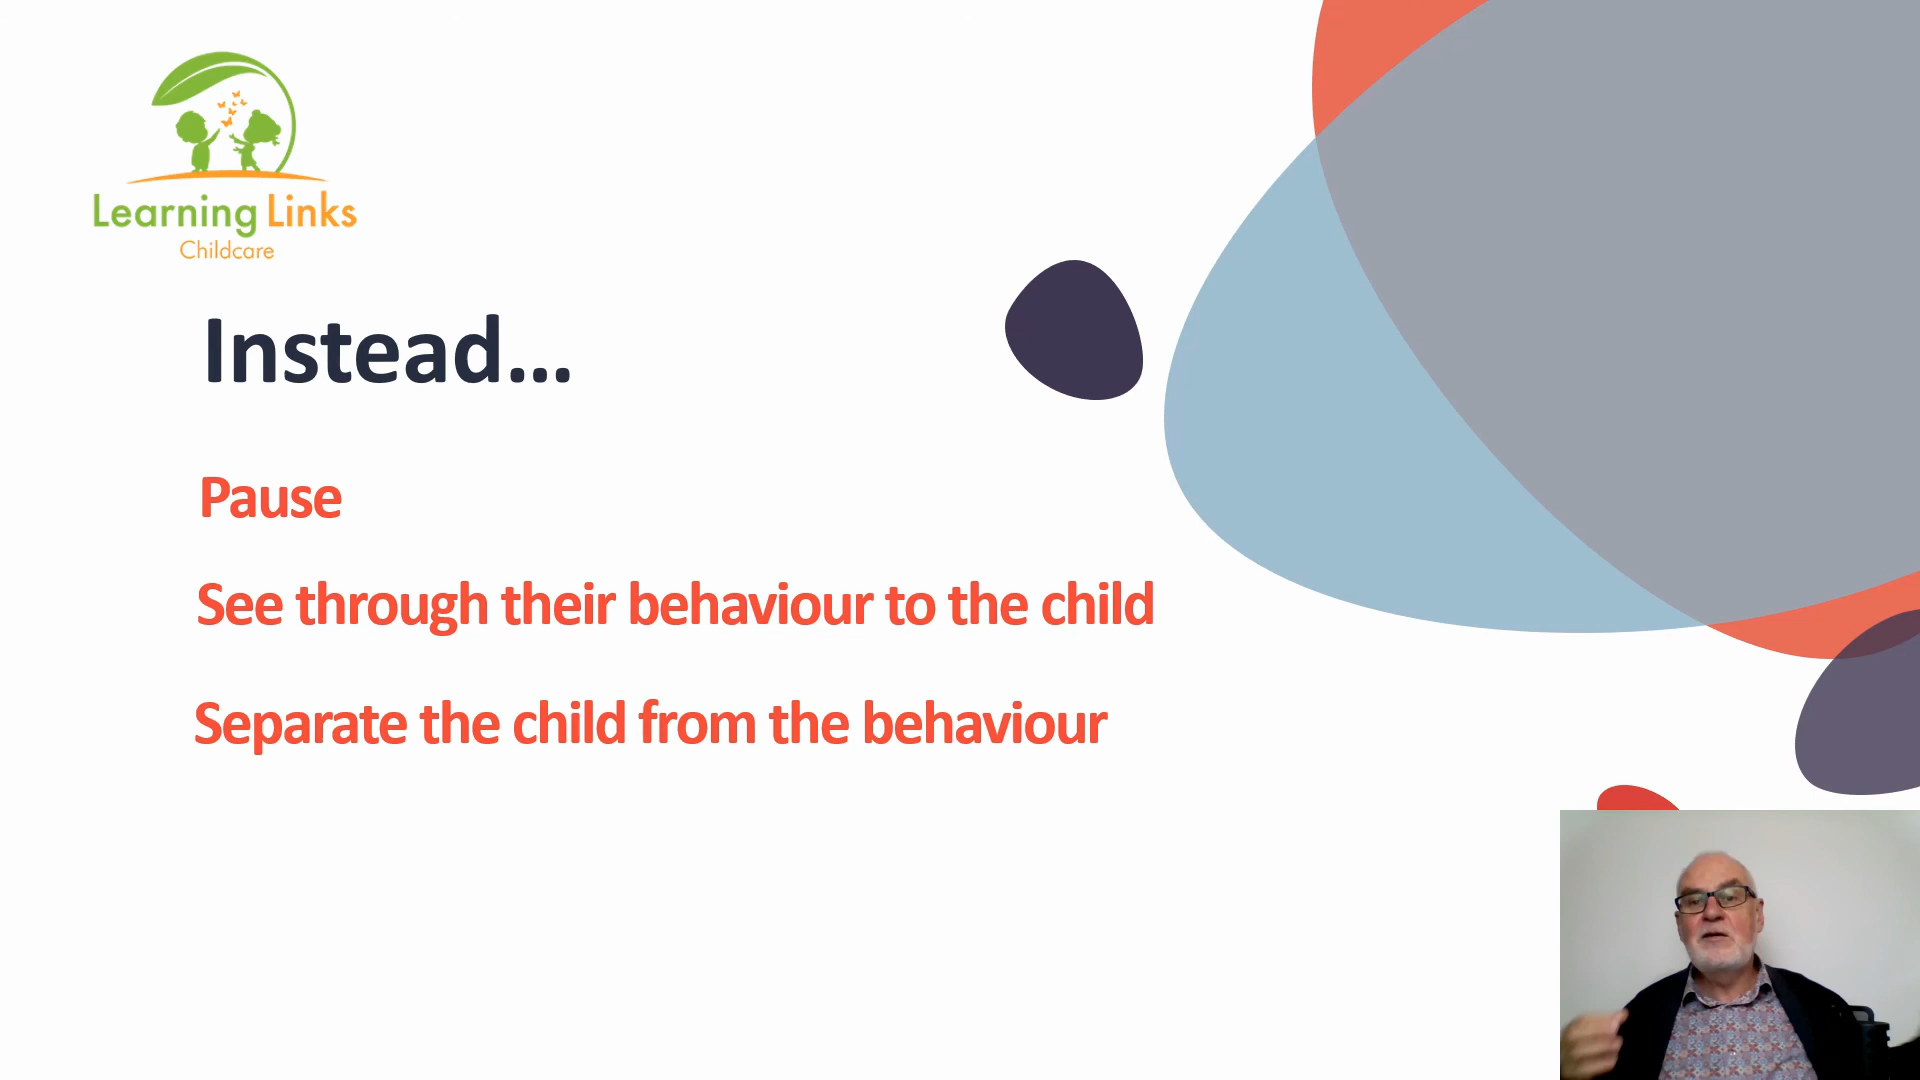 Learning Links
Childcare
Instead...
Pause
See through their behaviour to the child
Separate the child from the behaviour